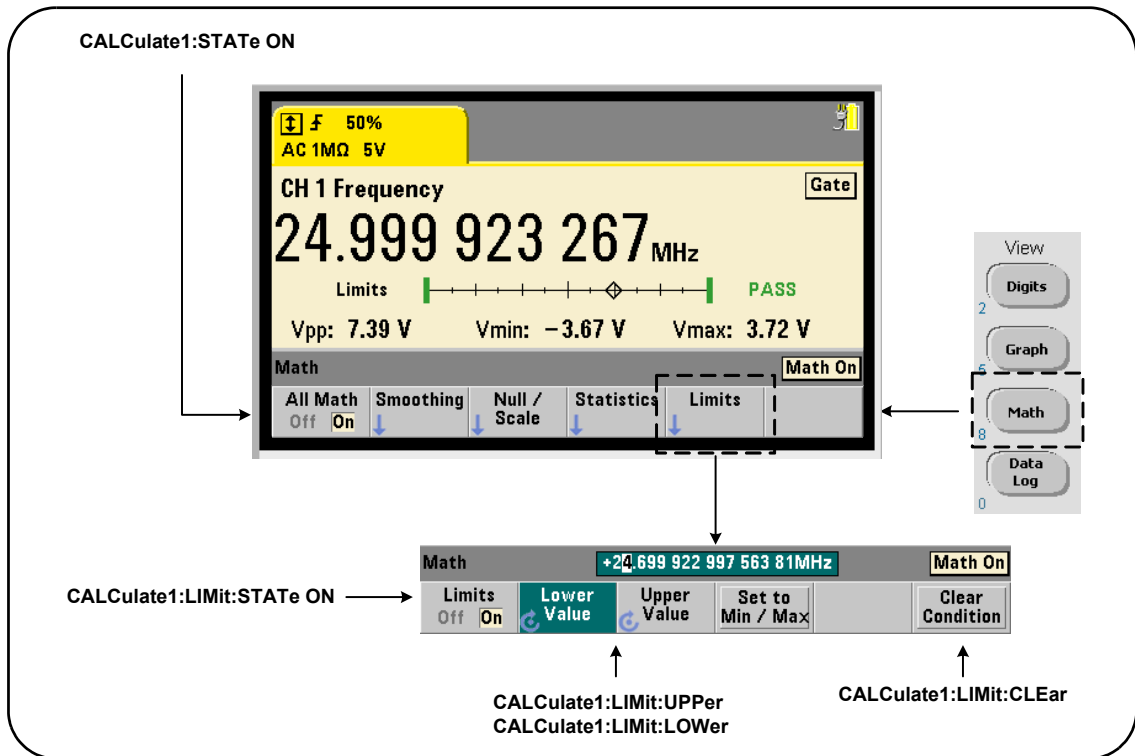 CALCulate1:STATe ON
50%
AC 1MΩ 5V
CH 1 Frequency
Gate
24.999 923 267 MHz
Limits
PASS
Vpp: 7.39 V Vmin: −3.67 V Vmax: 3.72 V
Math
Math On
All Math
Off On
Smoothing
Null /
Scale
Statistics
Limits
View
Digits
2
Graph
5
Math
8
Data
Log
0
Math
+24.699 922 997 563 81MHz
Math On
CALCulate1:LIMit:STATe ON
Limits
Off On
Lower
Value
Upper
Value
Set to
Min / Max
Clear
Condition
CALCulate1:LIMit:UPPer
CALCulate1:LIMit:LOWer
CALCulate1:LIMit:CLEar